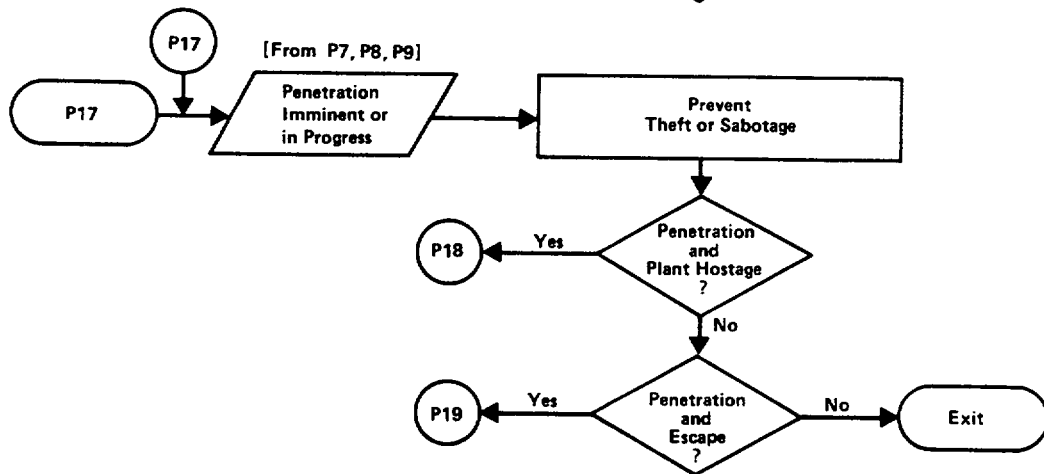 P17
[From P7, P8, P9]
P17
Penetration
Imminent or
in Progress
Prevent
Theft or Sabotage
Penetration
and
Plant Hostage
?
Yes
P18
No
Penetration
and
Escape
?
Yes
P19
No
Exit